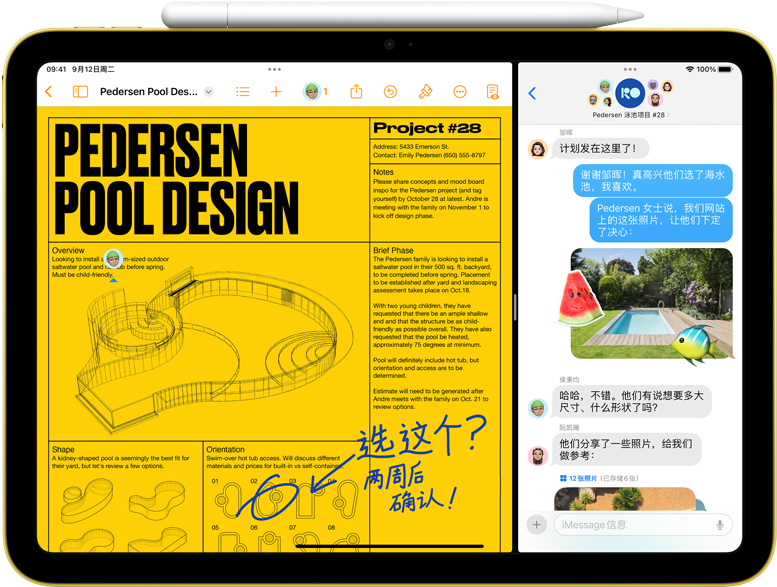 09:41 9月12日周二
100%
Pedersen Pool Des...
1
PEDERSEN
POOL DESIGN
Project #28
Address: 5433 Emerson St.
Contact: Emily Pedersen (650) 555-8797
Notes
Please share concepts and mood board
inspo for the Pedersen project (and tag
yourself) by October 28 at latest. Andre is
meeting with the family on November 1 to
kick off design phase.
Overview
Looking to install a m-sized outdoor
saltwater pool and tub before spring.
Must be child-friendly.
Brief Phase
The Pedersen family is looking to install a
saltwater pool in their 500 sq. ft. backyard,
to be completed before spring. Placement
to be established after yard and landscaping
assessment takes place on Oct.18.
With two young children, they have
requested that there be an ample shallow
end and that the structure be as child-
friendly as possible overall. They have also
requested that the pool be heated,
approximately 75 degrees at minimum.
Pool will definitely include hot tub, but
orientation and access are to be
determined.
Estimate will need to be generated after
Andre meets with the family on Oct. 21 to
review options.
Shape
A kidney-shaped pool is seemingly the best fit for
their yard, but let's review a few options.
Orientation
Swim-over hot tub access. Will discuss different
materials and prices for built-in vs self-contained.
01 02 03 04
05 06 07 08
选这个?
两周后
确认!
Pedersen 泳池项目 #28
邹晖
计划发在这里了!
谢谢邹晖!真高兴他们选了海水
池,我喜欢。
Pedersen 女士说,我们网站
上的这张照片,让他们下定
了决心:
侯秉均
哈哈,不错。他们有说想要多大
尺寸、什么形状了吗?
阮凯珊
他们分享了一些照片,给我们
做参考:
12张照片 (已存储6张)
iMessage信息